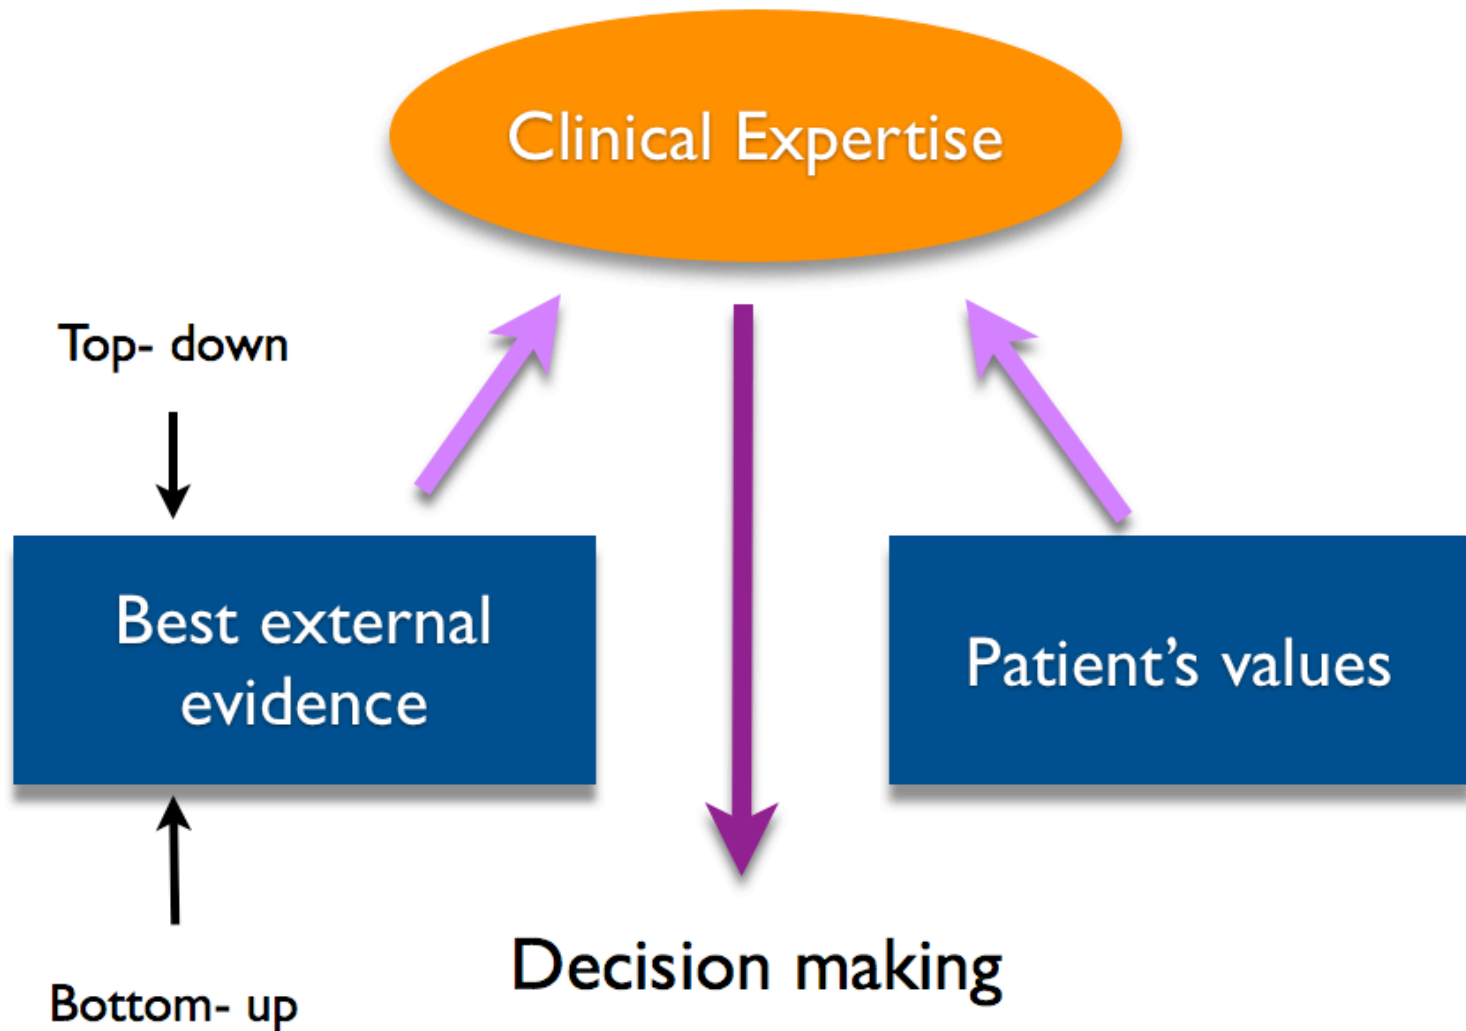 Clinical Expertise
Top- down
Best external
evidence
Patient’s values
Bottom- up
Decision making